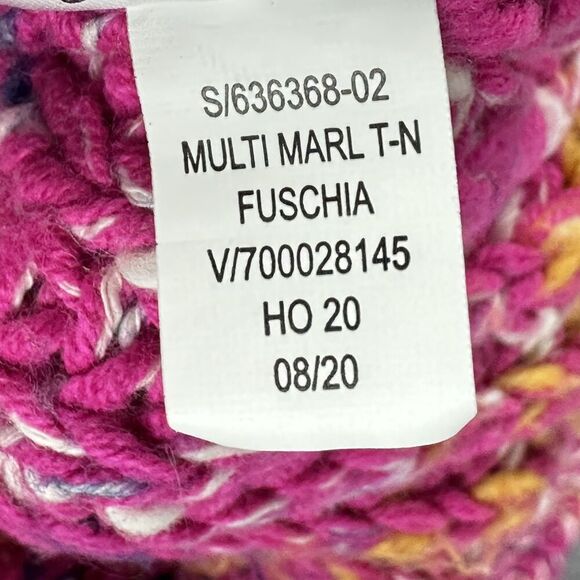 S/636368-02
MULTI MARL T-N
FUSCHIA
V/700028145
HO 20
08/20